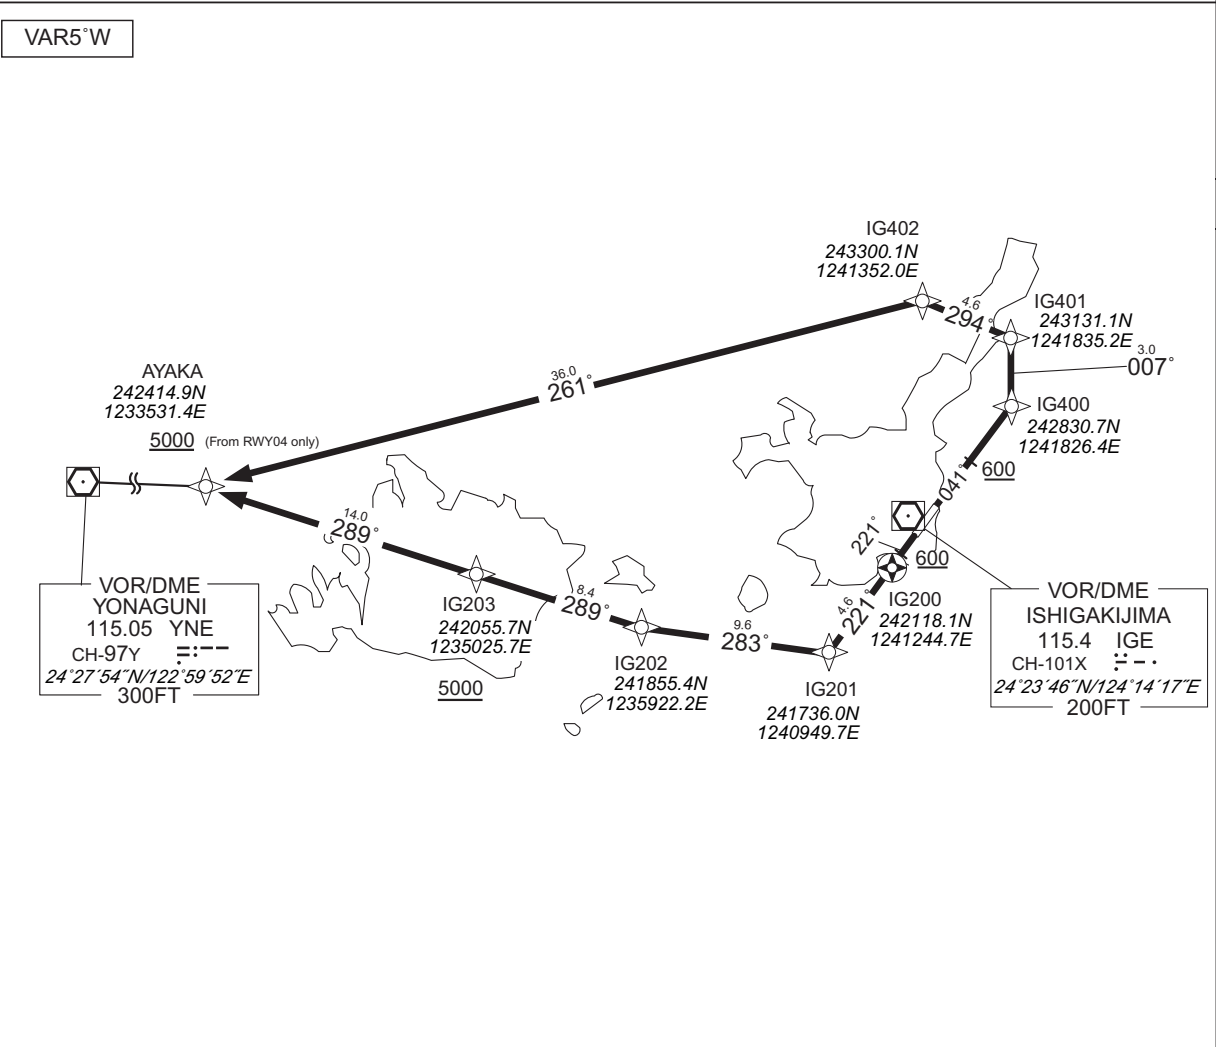 VAR5˚W
IG402
243300.1N
1241352.0E
4.6
294˚
IG401
243131.1N
1241835.2E
3.0
007˚
IG400
242830.7N
1241826.4E
36.0
261˚
AYAKA
242414.9N
1233531.4E
5000 (From RWY04 only)
041˚
600
221˚
600
14.0
289˚
IG203
242055.7N
1235025.7E
5000
8.4
289˚
IG202
241855.4N
1235922.2E
9.6
283˚
4.6
221˚
IG200
242118.1N
1241244.7E
IG201
241736.0N
1240949.7E
VOR/DME
YONAGUNI
115.05 YNE
CH-97Y
24˚27´54˝N/122˚59´52˝E
300FT
VOR/DME
ISHIGAKIJIMA
115.4 IGE
CH-101X
24˚23´46˝N/124˚14´17˝E
200FT